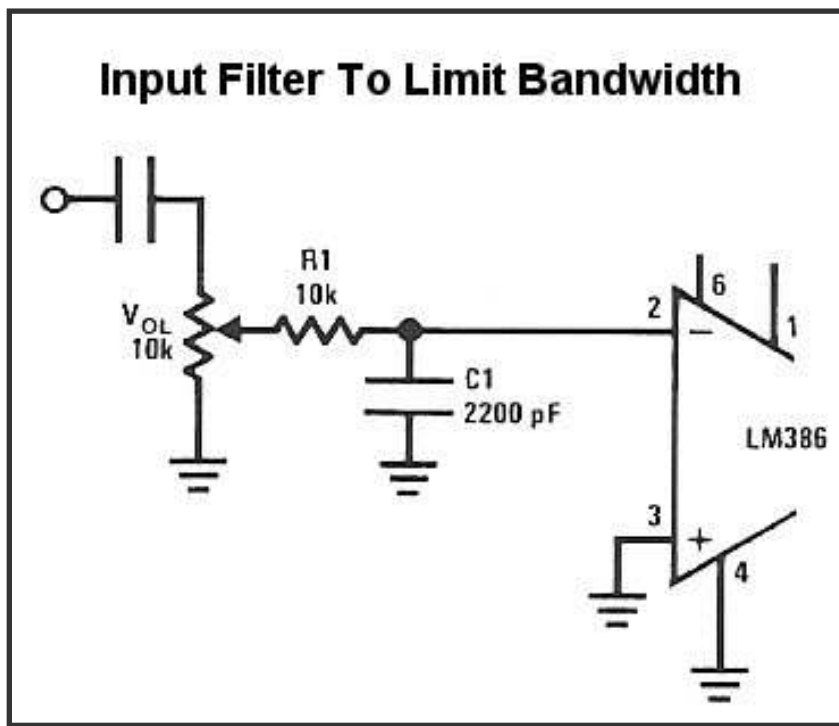 Input Filter To Limit Bandwidth
R1
10k
VOL
10k
C1
2200 pF
2
6
1
LM386
3
4
−
+